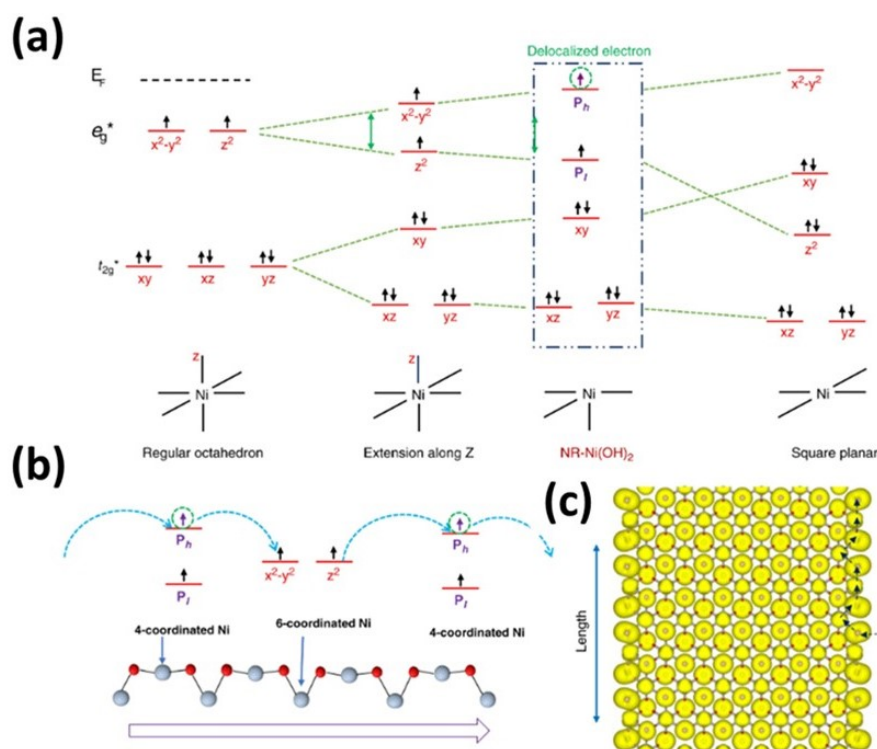 (a)
Delocalized electron
E_F
x²-y²
P_h
e_g*
x²-y² z²
x²-y²
z²
P_l
xy
xy
xy
z²
t_2g*
xy xz yz
xz yz
xz yz
xz yz
z
z
Ni
Ni
Ni
Ni
Regular octahedron
Extension along Z
NR-Ni(OH)₂
Square planar
(b)
P_h
x²-y² z²
P_h
P_l
P_l
4-coordinated Ni
6-coordinated Ni
4-coordinated Ni
(c)
Length